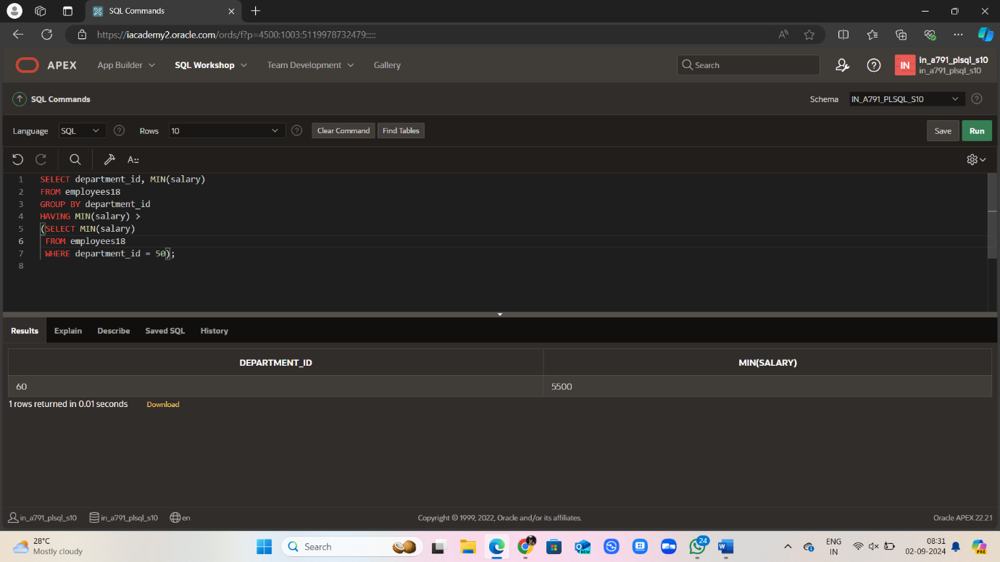 SQL Commands
https://iacademy2.oracle.com/ords/f?p=4500:1003:5119978732479:::::
APEX App Builder SQL Workshop Team Development Gallery Search IN in_a791_plsql_s10
in_a791_plsql_s10
SQL Commands Schema IN_A791_PLSQL_S10
Language SQL Rows 10 Clear Command Find Tables Save Run
A::
1 SELECT department_id, MIN(salary)
2 FROM employees18
3 GROUP BY department_id
4 HAVING MIN(salary) >
5 (SELECT MIN(salary)
6 FROM employees18
7 WHERE department_id = 50);
8
Results Explain Describe Saved SQL History
DEPARTMENT_ID MIN(SALARY)
60 5500
1 rows returned in 0.01 seconds Download
in_a791_plsql_s10 in_a791_plsql_s10 en Copyright © 1999, 2022, Oracle and/or its affiliates. Oracle APEX 22.2.1
28°C
Mostly cloudy
Search
NEW
24
ENG
IN
08:31
02-09-2024
PRE